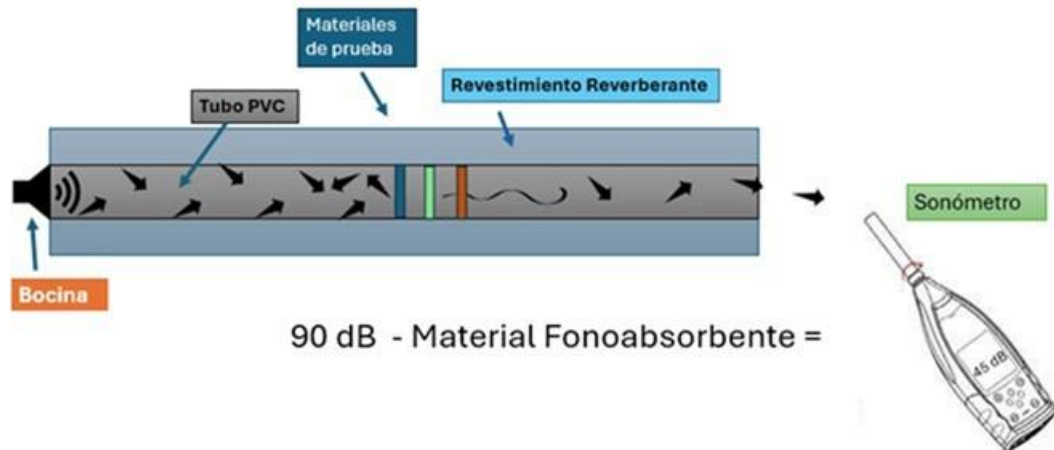 Materiales
de prueba
Revestimiento Reverberante
Tubo PVC
Sonómetro
Bocina
90 dB - Material Fonoabsorbente =
45 dB